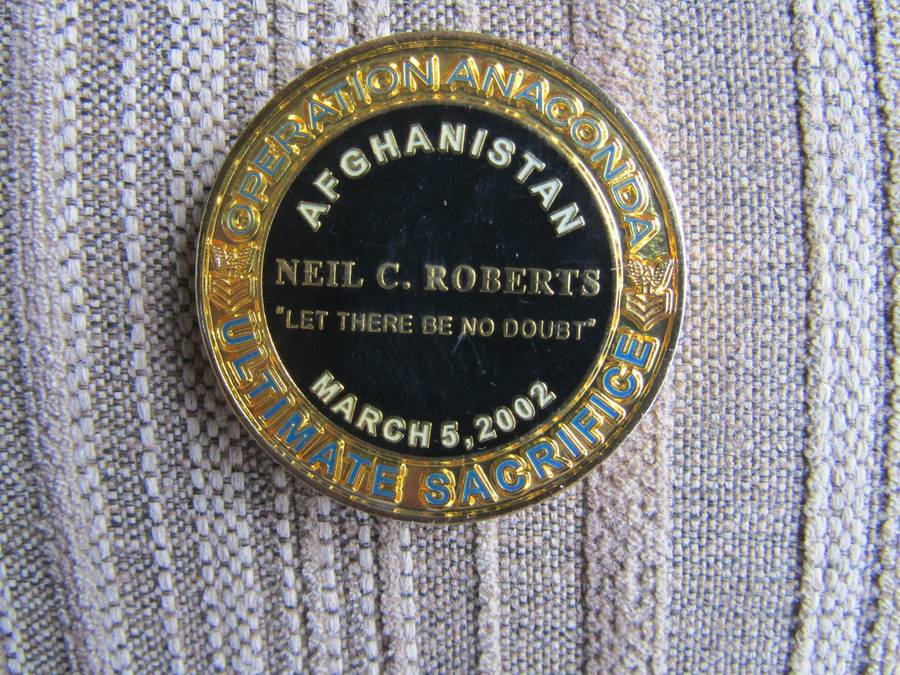 OPERATION ANACONDA
AFGHANISTAN
NEIL C. ROBERTS
"LET THERE BE NO DOUBT"
MARCH 5, 2002
ULTIMATE SACRIFICE